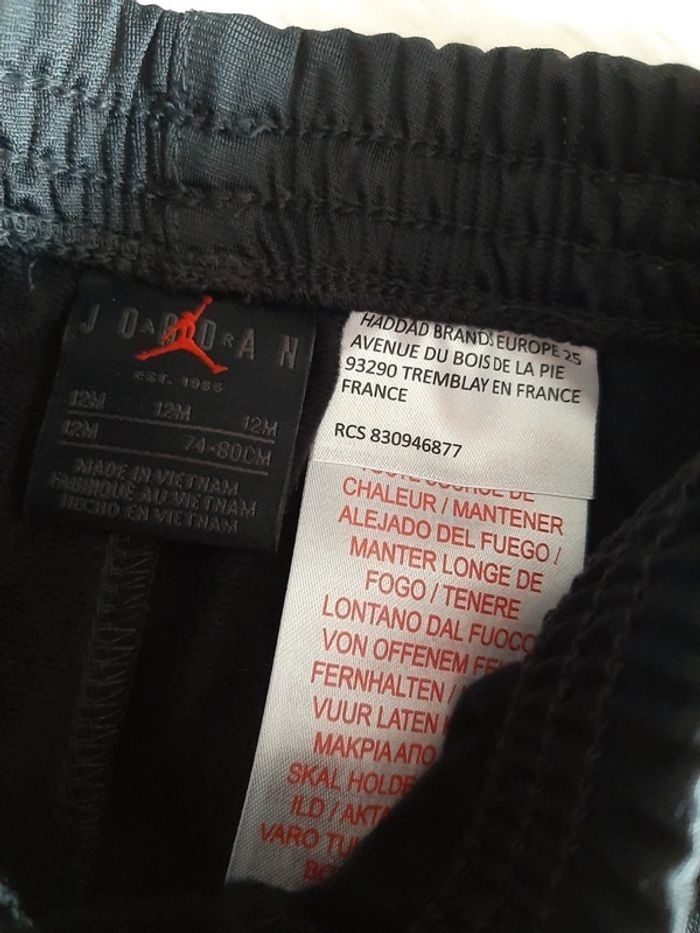 JORDAN
EST. 1985
12M 12M 12M
12M 74-80CM
MADE IN VIETNAM
FABRIQUÉ AU VIETNAM
HECHO EN VIETNAM
HADDAD BRANDS EUROPE 25
AVENUE DU BOIS DE LA PIE
93290 TREMBLAY EN FRANCE
FRANCE
RCS 830946877
DE
CHALEUR / MANTENER
ALEJADO DEL FUEGO /
MANTER LONGE DE
FOGO / TENERE
LONTANO DAL FUOCO
VON OFFENEM
FERNHALTEN /
VUUR LATEN
ΜΑΚΡΙΑ ΑΠΟ
SKAL HOLDE
ILD / AKTA
VARO TU